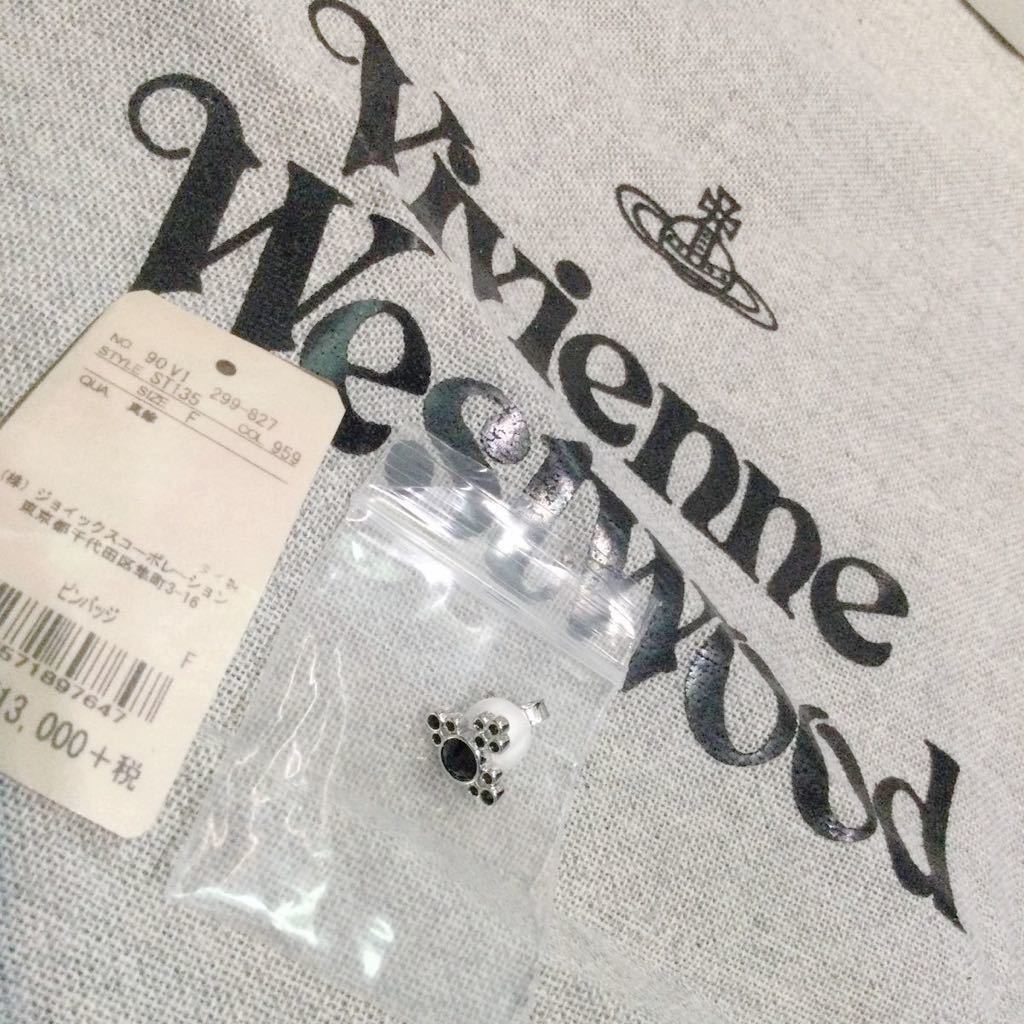 Vivienne
Westwood
NO. 90VI 299-827
STYLE ST135 COL 959
SIZE F
QUA 真鍮
(株)ジョイックスコーポレーション
東京都千代田区隼町3-16
ピンバッジ
F
571897647
13,000+税